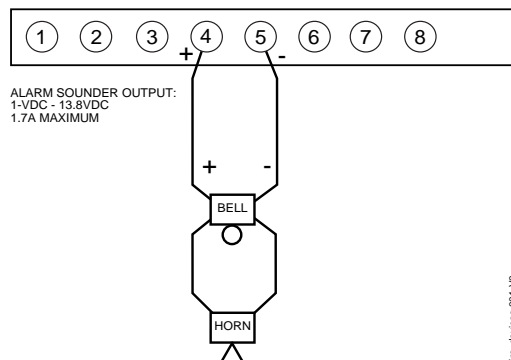 1 2 3 4 5 6 7 8
+ -
ALARM SOUNDER OUTPUT:
1-VDC - 13.8VDC
1.7A MAXIMUM
+ -
BELL
HORN